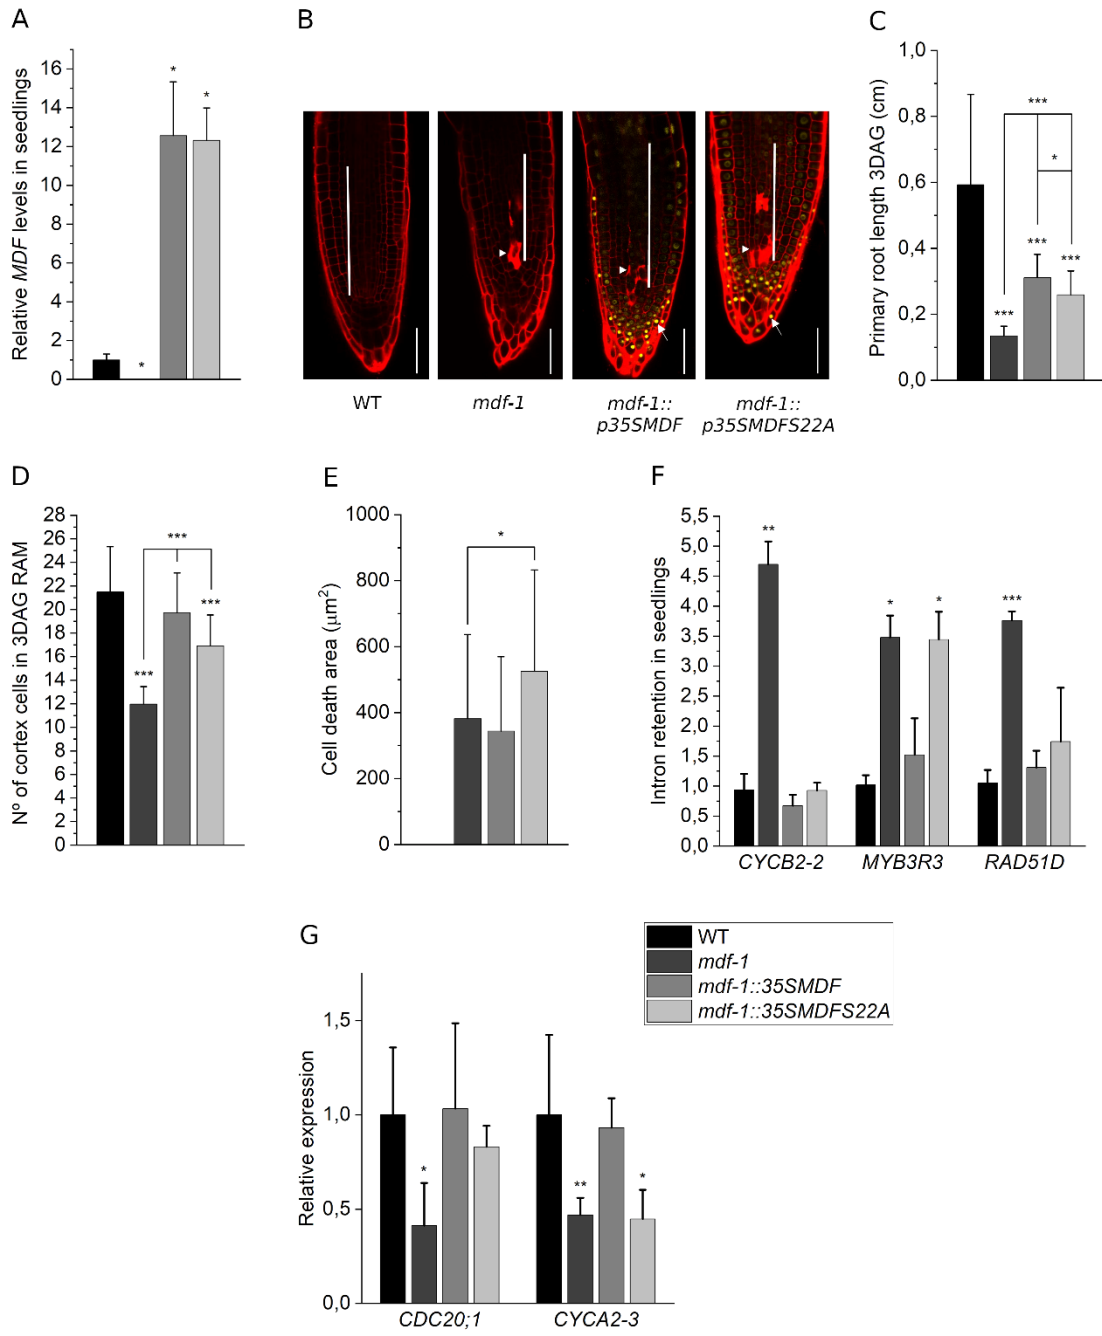 A
Relative MDF levels in seedlings
16
14
12
10
8
6
4
2
0
*
*
*
B
WT
mdf-1
mdf-1::
p35SMDF
mdf-1::
p35SMDFS22A
C
Primary root length 3DAG (cm)
1,0
0,8
0,6
0,4
0,2
0,0
***
*
***
***
***
D
Nº of cortex cells in 3DAG RAM
28
26
24
22
20
18
16
14
12
10
8
6
4
2
0
***
***
***
E
Cell death area (μm²)
1000
800
600
400
200
0
*
F
Intron retention in seedlings
5,5
5,0
4,5
4,0
3,5
3,0
2,5
2,0
1,5
1,0
0,5
0,0
**
*
*
***
CYCB2-2
MYB3R3
RAD51D
G
Relative expression
1,5
1,0
0,5
0,0
*
**
*
CDC20;1
CYCA2-3
WT
mdf-1
mdf-1::35SMDF
mdf-1::35SMDFS22A